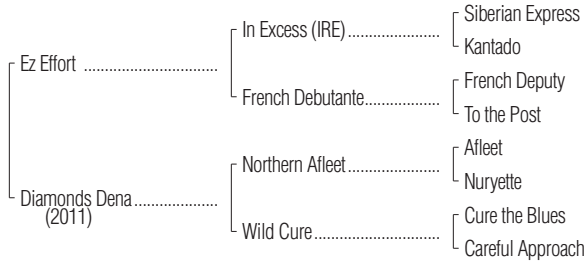 Siberian Express
In Excess (IRE)
Kantado
Ez Effort
French Deputy
French Debutante
To the Post
Afleet
Northern Afleet
Nuryette
Diamonds Dena
(2011)
Cure the Blues
Wild Cure
Careful Approach